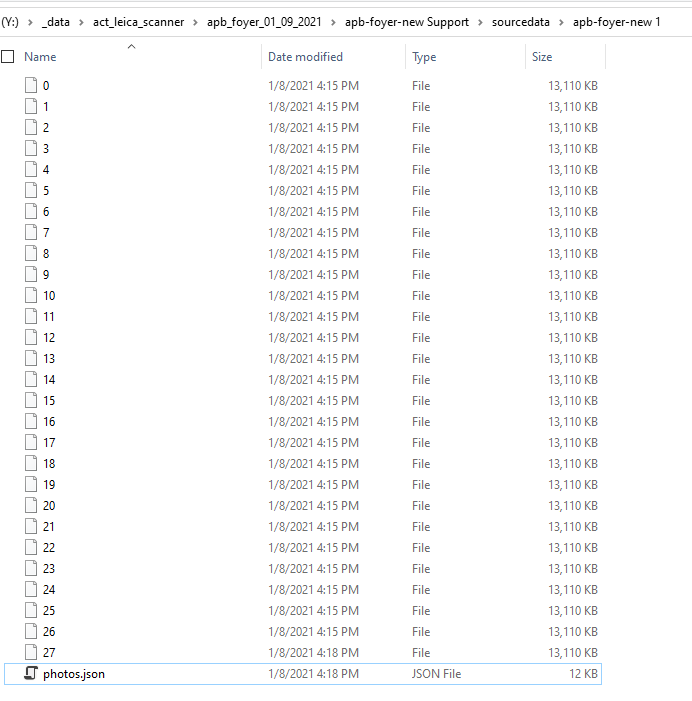 (Y:) > _data > act_leica_scanner > apb_foyer_01_09_2021 > apb-foyer-new Support > sourcedata > apb-foyer-new 1
Name Date modified Type Size
0 1/8/2021 4:15 PM File 13,110 KB
1 1/8/2021 4:15 PM File 13,110 KB
2 1/8/2021 4:15 PM File 13,110 KB
3 1/8/2021 4:15 PM File 13,110 KB
4 1/8/2021 4:15 PM File 13,110 KB
5 1/8/2021 4:15 PM File 13,110 KB
6 1/8/2021 4:15 PM File 13,110 KB
7 1/8/2021 4:15 PM File 13,110 KB
8 1/8/2021 4:15 PM File 13,110 KB
9 1/8/2021 4:15 PM File 13,110 KB
10 1/8/2021 4:15 PM File 13,110 KB
11 1/8/2021 4:15 PM File 13,110 KB
12 1/8/2021 4:15 PM File 13,110 KB
13 1/8/2021 4:15 PM File 13,110 KB
14 1/8/2021 4:15 PM File 13,110 KB
15 1/8/2021 4:15 PM File 13,110 KB
16 1/8/2021 4:15 PM File 13,110 KB
17 1/8/2021 4:15 PM File 13,110 KB
18 1/8/2021 4:15 PM File 13,110 KB
19 1/8/2021 4:15 PM File 13,110 KB
20 1/8/2021 4:15 PM File 13,110 KB
21 1/8/2021 4:15 PM File 13,110 KB
22 1/8/2021 4:15 PM File 13,110 KB
23 1/8/2021 4:15 PM File 13,110 KB
24 1/8/2021 4:15 PM File 13,110 KB
25 1/8/2021 4:15 PM File 13,110 KB
26 1/8/2021 4:15 PM File 13,110 KB
27 1/8/2021 4:18 PM File 13,110 KB
photos.json 1/8/2021 4:18 PM JSON File 12 KB